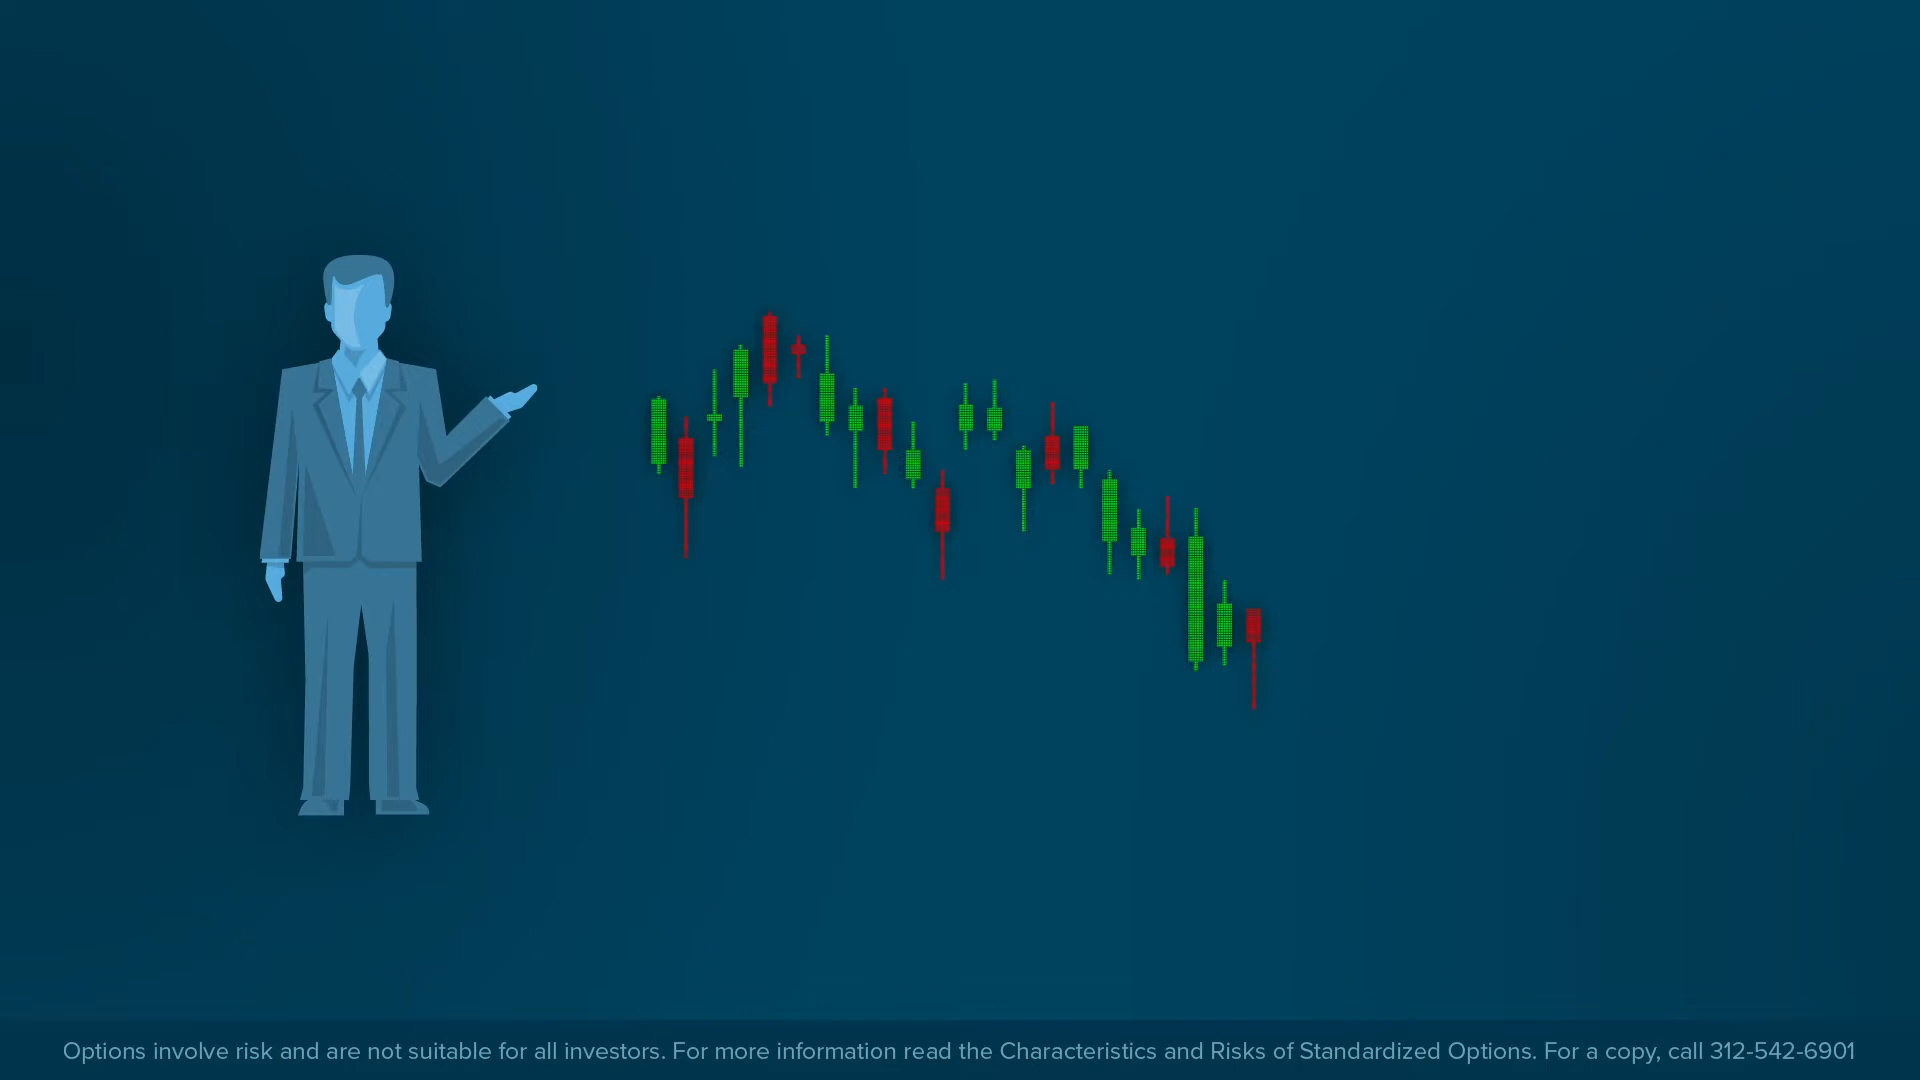 Options involve risk and are not suitable for all investors. For more information read the Characteristics and Risks of Standardized Options. For a copy, call 312-542-6901